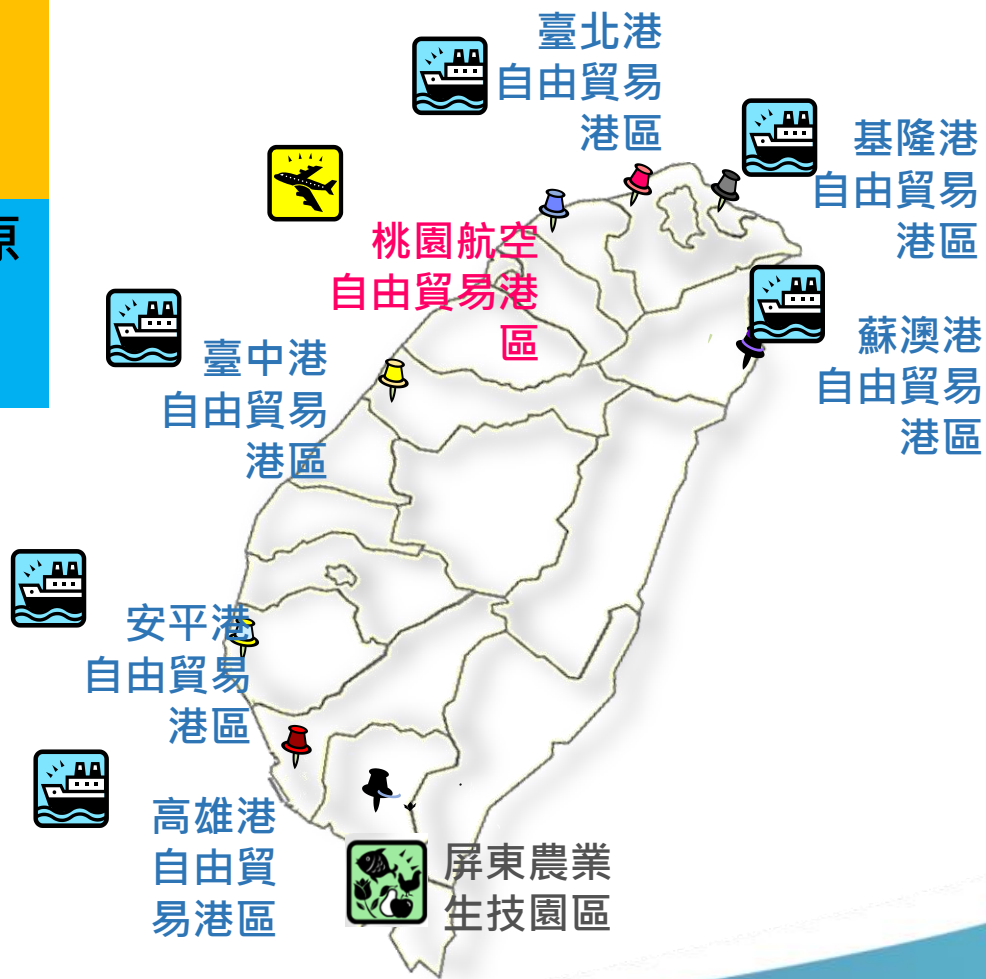 臺北港
自由貿易
港區
基隆港
自由貿易
港區
原
桃園航空
自由貿易港
區
蘇澳港
自由貿易
港區
臺中港
自由貿易
港區
安平港
自由貿易
港區
高雄港
自由貿
易港區
屏東農業
生技園區